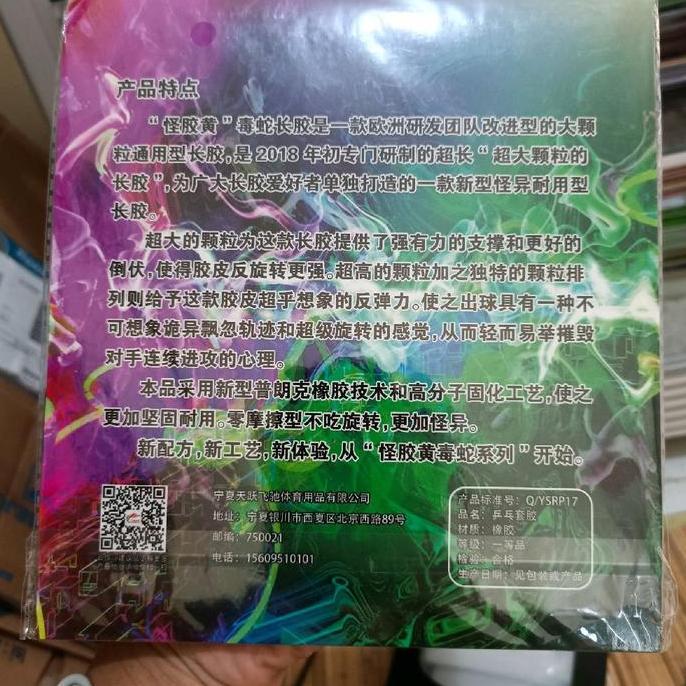 产品特点
“怪胶黄”毒蛇长胶是一款欧洲研发团队改进型的大颗
粒通用型长胶,是 2018 年初专门研制的超长“超大颗粒的
长胶”,为广大长胶爱好者单独打造的一款新型怪异耐用型
长胶。
超大的颗粒为这款长胶提供了强有力的支撑和更好的
倒伏,使得胶皮反旋转更强。超高的颗粒加之独特的颗粒排
列则给予这款胶皮超乎想象的反弹力。使之出球具有一种不
可想象诡异飘忽轨迹和超级旋转的感觉,从而轻而易举摧毁
对手连续进攻的心理。
本品采用新型普朗克橡胶技术和高分子固化工艺,使之
更加坚固耐用。零摩擦型不吃旋转,更加怪异。
新配方,新工艺,新体验,从“怪胶黄毒蛇系列”开始。
宁夏天跃飞驰体育用品有限公司
地址:宁夏银川市西夏区北京西路89号
邮编:750021
电话:15609510101
产品标准号:Q/YSRP17
品名:乒乓套胶
材质:橡胶
等级:一等品
检验:合格
生产日期:见包装或产品